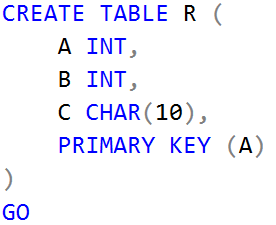 CREATE TABLE R (
    A INT,
    B INT,
    C CHAR(10),
    PRIMARY KEY (A)
)
GO